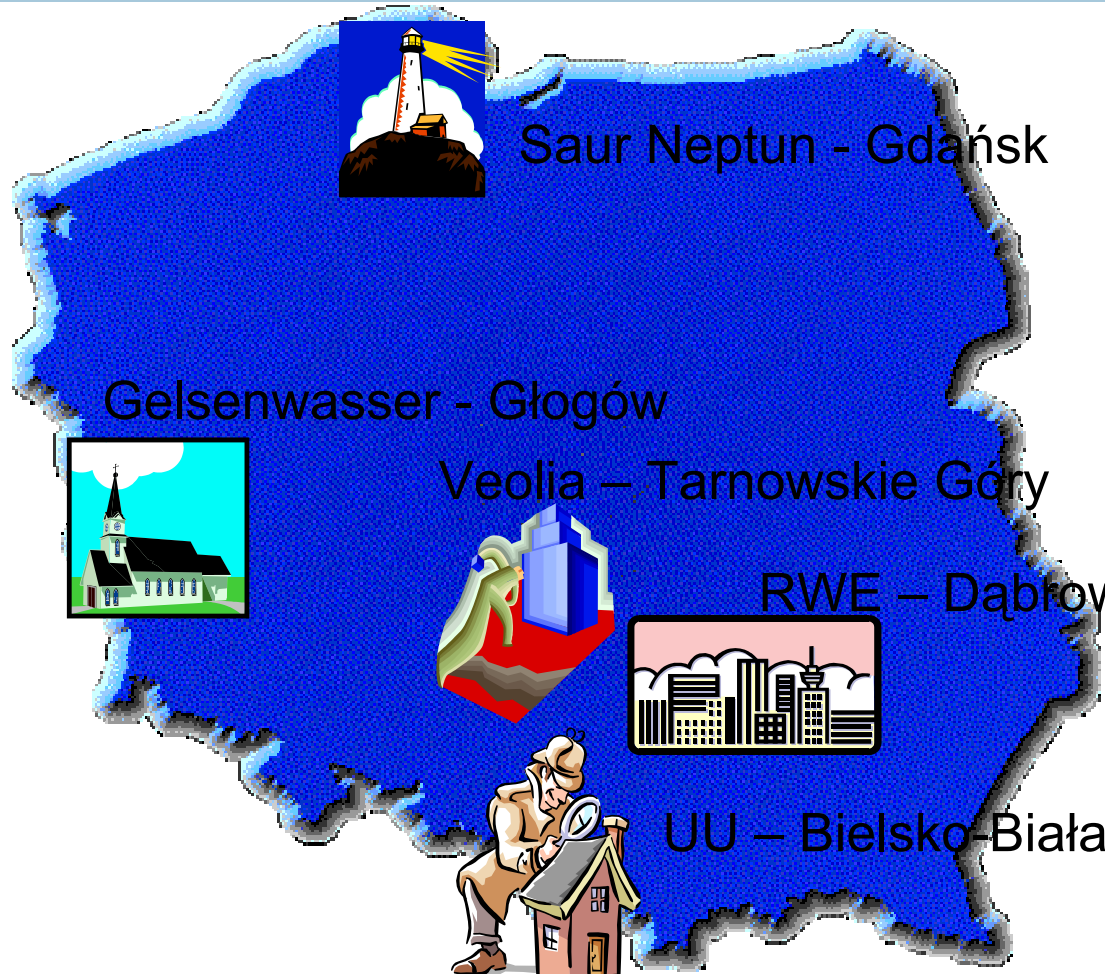 Saur Neptun - Gdańsk
Gelsenwasser - Głogów
Veolia – Tarnowskie Góry
RWE – Dąbrow
UU – Bielsko-Biała